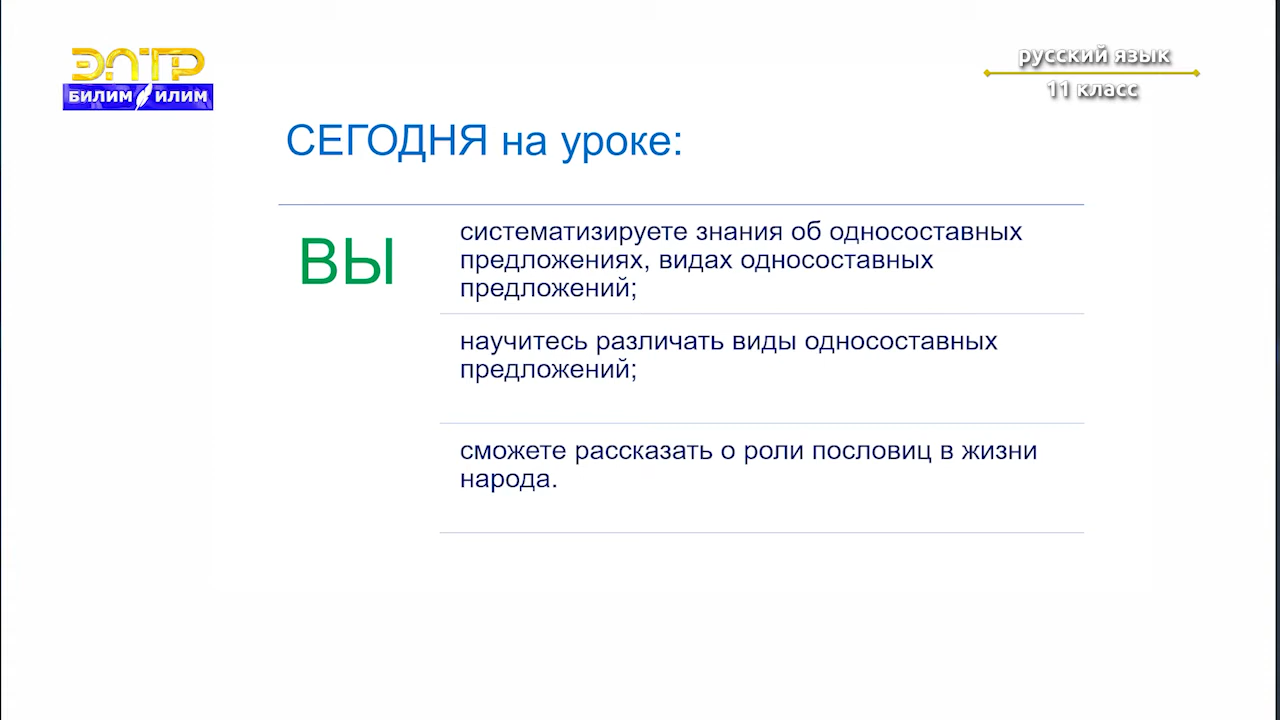 ЭЛТР
БИЛИМ ИЛИМ
русский язык
11 класс
СЕГОДНЯ на уроке:
ВЫ
систематизируете знания об односоставных
предложениях, видах односоставных
предложений;
научитесь различать виды односоставных
предложений;
сможете рассказать о роли пословиц в жизни
народа.